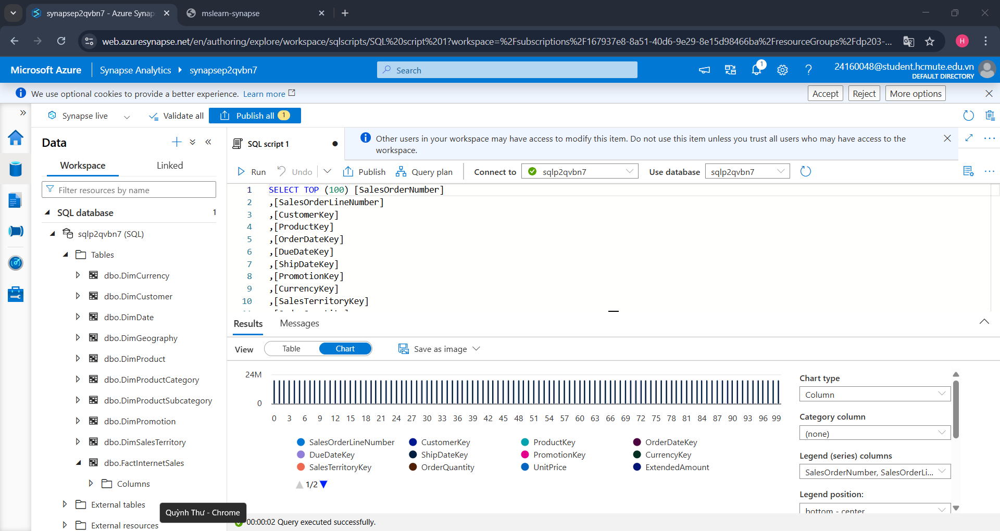 synapsep2qvbn7 - Azure Synap
mslearn-synapse
web.azuresynapse.net/en/authoring/explore/workspace/sqlscripts/SQL%20script%201?workspace=%2Fsubscriptions%2F167937e8-8a51-40d6-9e29-8e15d98466ba%2FresourceGroups%2Fdp203-...
H
Microsoft Azure
Synapse Analytics
synapsep2qvbn7
Search
1
24160048@student.hcmute.edu.vn
DEFAULT DIRECTORY
We use optional cookies to provide a better experience. Learn more
Accept
Reject
More options
Synapse live
Validate all
Publish all 1
Data
Workspace
Linked
Filter resources by name
SQL database 1
sqlp2qvbn7 (SQL)
Tables
dbo.DimCurrency
dbo.DimCustomer
dbo.DimDate
dbo.DimGeography
dbo.DimProduct
dbo.DimProductCategory
dbo.DimProductSubcategory
dbo.DimPromotion
dbo.DimSalesTerritory
dbo.FactInternetSales
Columns
External tables
External resources
Quỳnh Thư - Chrome
SQL script 1
Other users in your workspace may have access to modify this item. Do not use this item unless you trust all users who may have access to the
workspace.
Run
Undo
Publish
Query plan
Connect to
sqlp2qvbn7
Use database
sqlp2qvbn7
1 SELECT TOP (100) [SalesOrderNumber]
2 ,[SalesOrderLineNumber]
3 ,[CustomerKey]
4 ,[ProductKey]
5 ,[OrderDateKey]
6 ,[DueDateKey]
7 ,[ShipDateKey]
8 ,[PromotionKey]
9 ,[CurrencyKey]
10 ,[SalesTerritoryKey]
Results
Messages
View
Table
Chart
Save as image
24M
0
0 3 6 9 12 15 18 21 24 27 30 33 36 39 42 45 48 51 54 57 60 63 66 69 72 75 78 81 84 87 90 93 96 99
SalesOrderLineNumber CustomerKey ProductKey OrderDateKey
DueDateKey ShipDateKey PromotionKey CurrencyKey
SalesTerritoryKey OrderQuantity UnitPrice ExtendedAmount
1/2
Chart type
Column
Category column
(none)
Legend (series) columns
SalesOrderNumber, SalesOrderLi...
Legend position:
bottom - center
00:00:02 Query executed successfully.